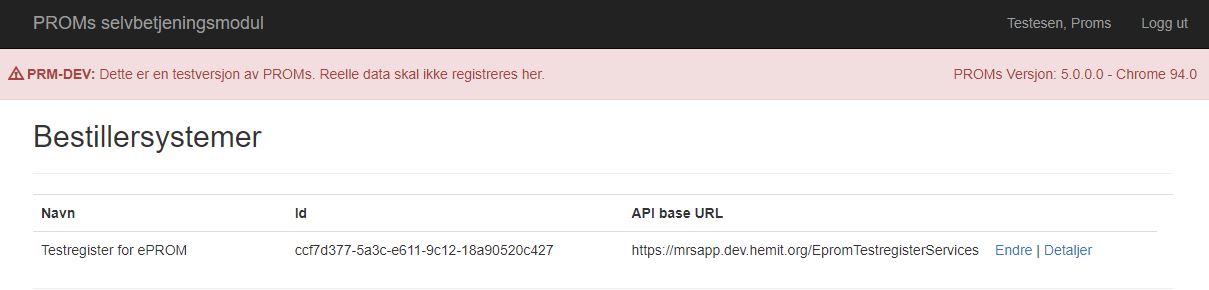 PROMs selvbetjeningsmodul Testesen, Proms Logg ut
PRM-DEV: Dette er en testversjon av PROMs. Reelle data skal ikke registreres her. PROMs Versjon: 5.0.0.0 - Chrome 94.0
Bestillersystemer
Navn Id API base URL
Testregister for ePROM ccf7d377-5a3c-e611-9c12-18a90520c427 https://mrsapp.dev.hemit.org/EpromTestregisterServices Endre | Detaljer